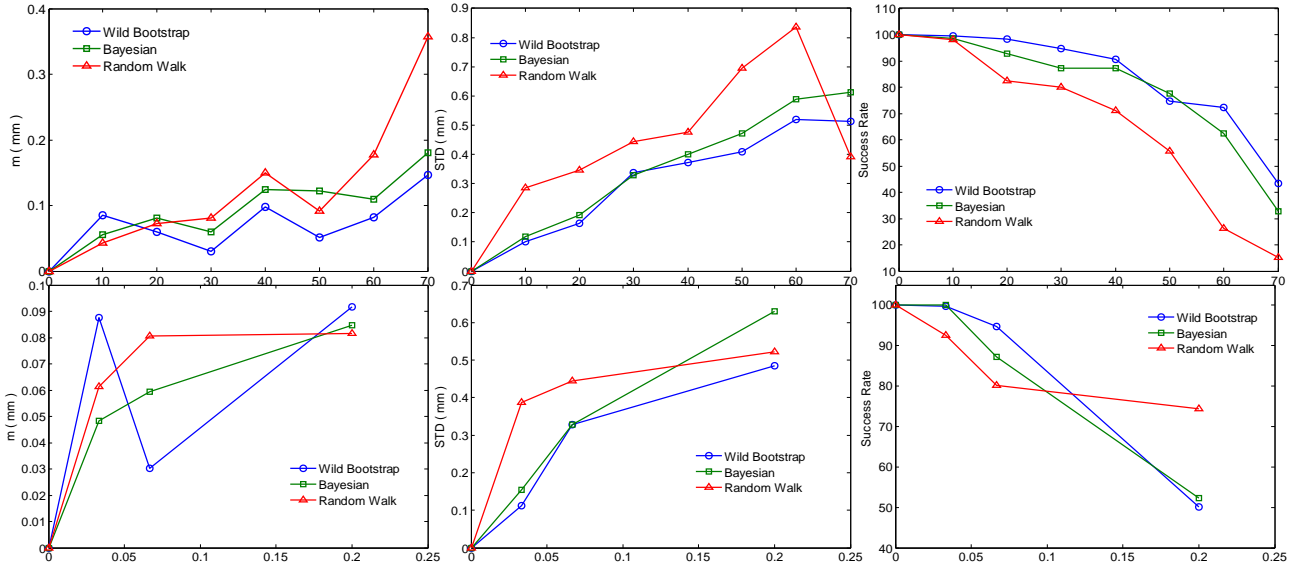 0.4
0.3
0.2
0.1
0
m ( mm )
Wild Bootstrap
Bayesian
Random Walk
0 10 20 30 40 50 60 70
0.9
0.8
0.7
0.6
0.5
0.4
0.3
0.2
0.1
0
STD ( mm )
Wild Bootstrap
Bayesian
Random Walk
0 10 20 30 40 50 60 70
110
100
90
80
70
60
50
40
30
20
10
Success Rate
Wild Bootstrap
Bayesian
Random Walk
0 10 20 30 40 50 60 70
0.1
0.09
0.08
0.07
0.06
0.05
0.04
0.03
0.02
0.01
0
m ( mm )
Wild Bootstrap
Bayesian
Random Walk
0 0.05 0.1 0.15 0.2 0.25
0.7
0.6
0.5
0.4
0.3
0.2
0.1
0
STD ( mm )
Wild Bootstrap
Bayesian
Random Walk
0 0.05 0.1 0.15 0.2 0.25
100
90
80
70
60
50
40
Success Rate
Wild Bootstrap
Bayesian
Random Walk
0 0.05 0.1 0.15 0.2 0.25